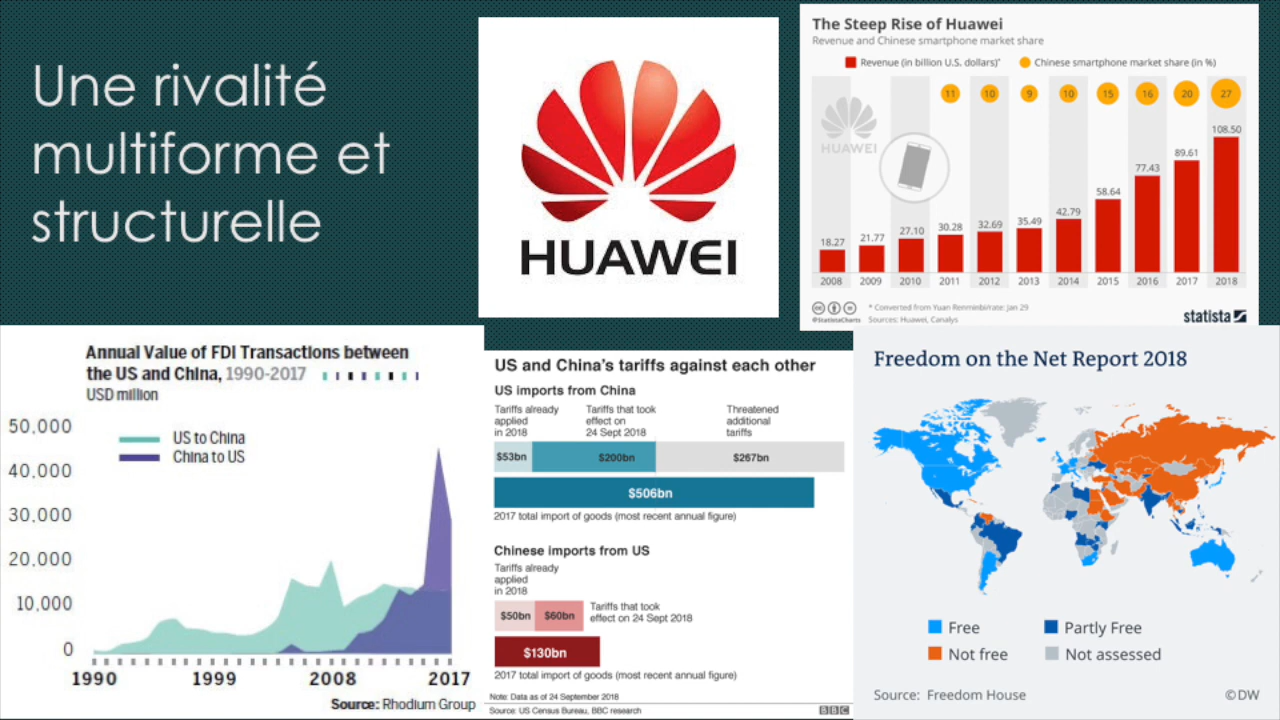 Une rivalité
multiforme et
structurelle
HUAWEI
The Steep Rise of Huawei
Revenue and Chinese smartphone market share
Revenue (in billion U.S. dollars)* Chinese smartphone market share (in %)
11 10 9 10 15 16 20 27
HUAWEI
18.27 21.77 27.10 30.28 32.69 35.49 42.79 58.64 77.43 89.61 108.50
2008 2009 2010 2011 2012 2013 2014 2015 2016 2017 2018
* Converted from Yuan Renminbi/rate: Jan 29
@StatistaCharts Sources: Huawei, Canalys
statista
Annual Value of FDI Transactions between
the US and China, 1990-2017
USD million
50.000
40.000
30.000
20.000
10.000
0
US to China
China to US
1990 1999 2008 2017
Source: Rhodium Group
US and China's tariffs against each other
US imports from China
Tariffs already
applied
in 2018
Tariffs that took
effect on
24 Sept 2018
Threatened
additional
tariffs
$53bn $200bn $267bn
$506bn
2017 total import of goods (most recent annual figure)
Chinese imports from US
Tariffs already
applied
in 2018
$50bn $60bn
Tariffs that took
effect on 24 Sept 2018
$130bn
2017 total import of goods (most recent annual figure)
Note: Data as of 24 September 2018
Source: US Census Bureau, BBC research
BBC
Freedom on the Net Report 2018
Free
Partly Free
Not free
Not assessed
Source: Freedom House
©DW